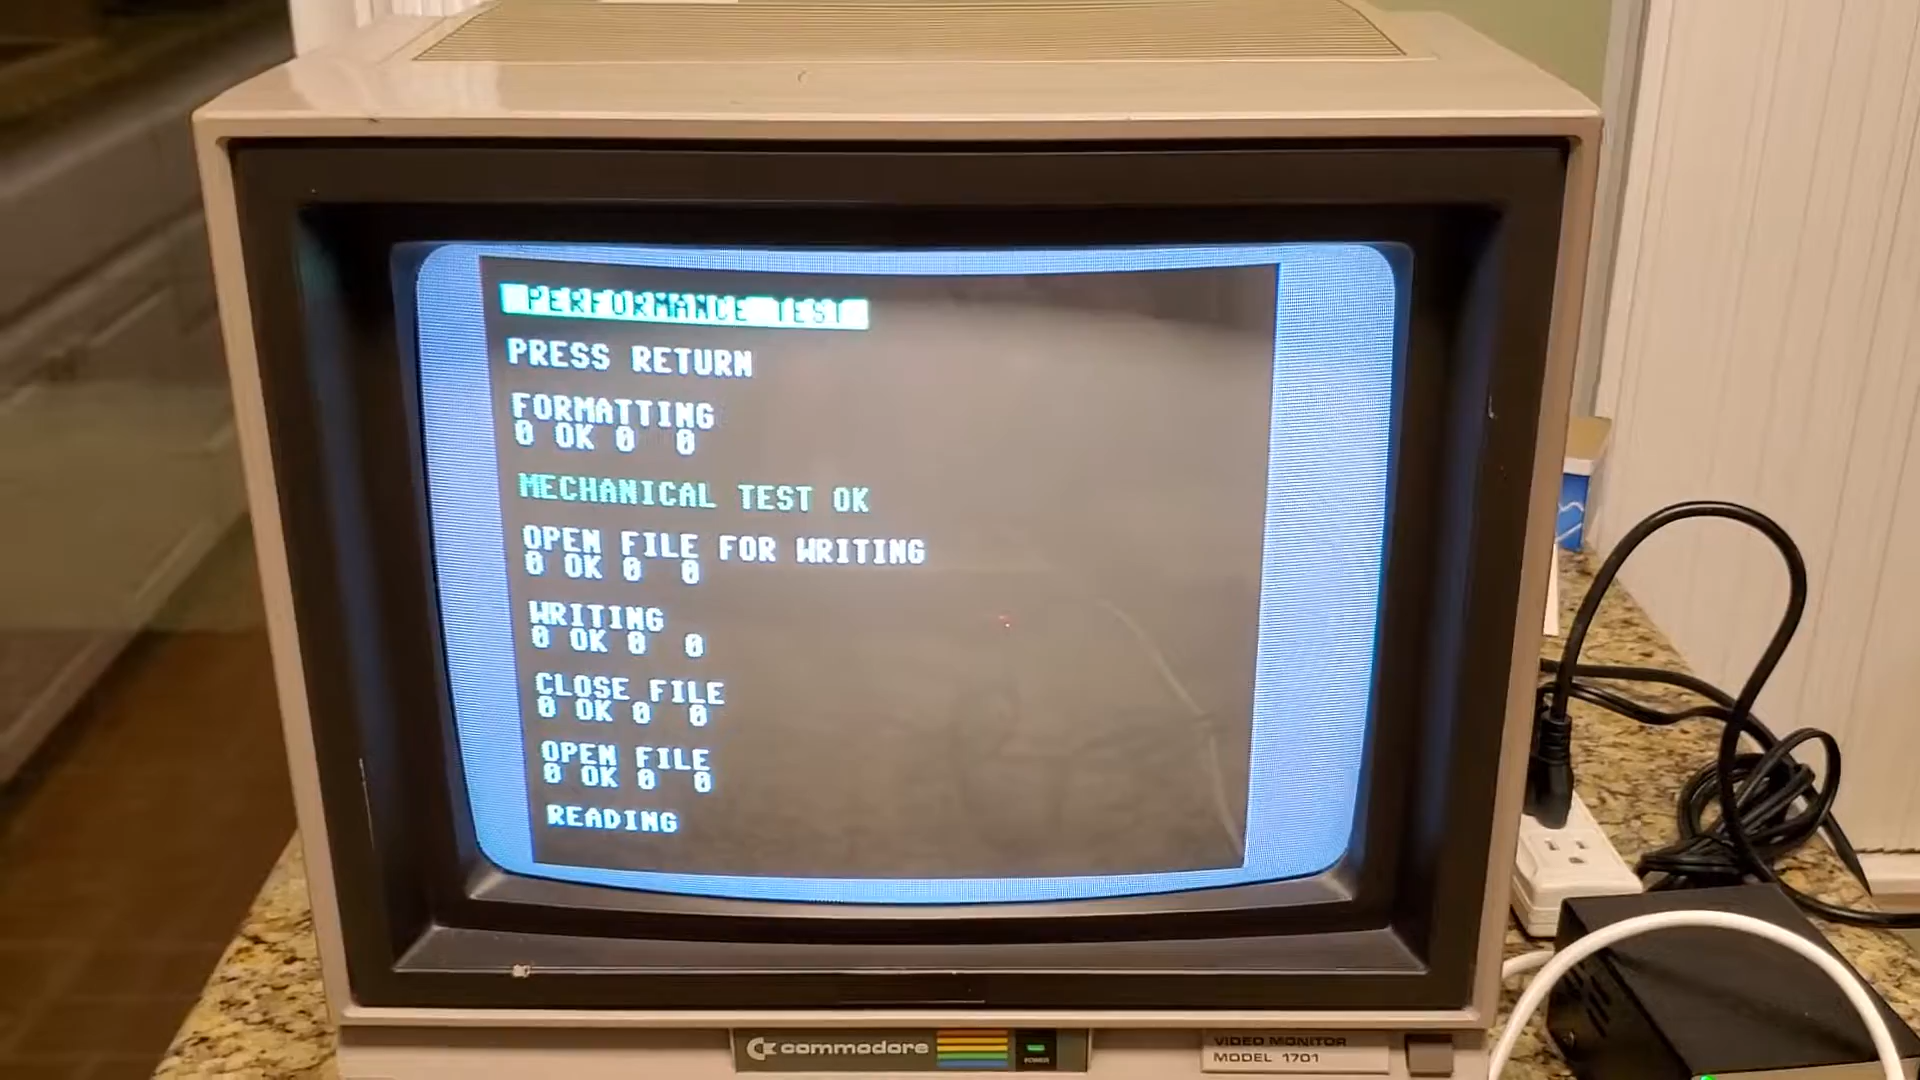 PERFORMANCE TEST
PRESS RETURN
FORMATTING
0 OK 0 0
MECHANICAL TEST OK
OPEN FILE FOR WRITING
0 OK 0 0
WRITING
0 OK 0 0
CLOSE FILE
0 OK 0 0
OPEN FILE
0 OK 0 0
READING
commodore
POWER
VIDEO MONITOR
MODEL 1701